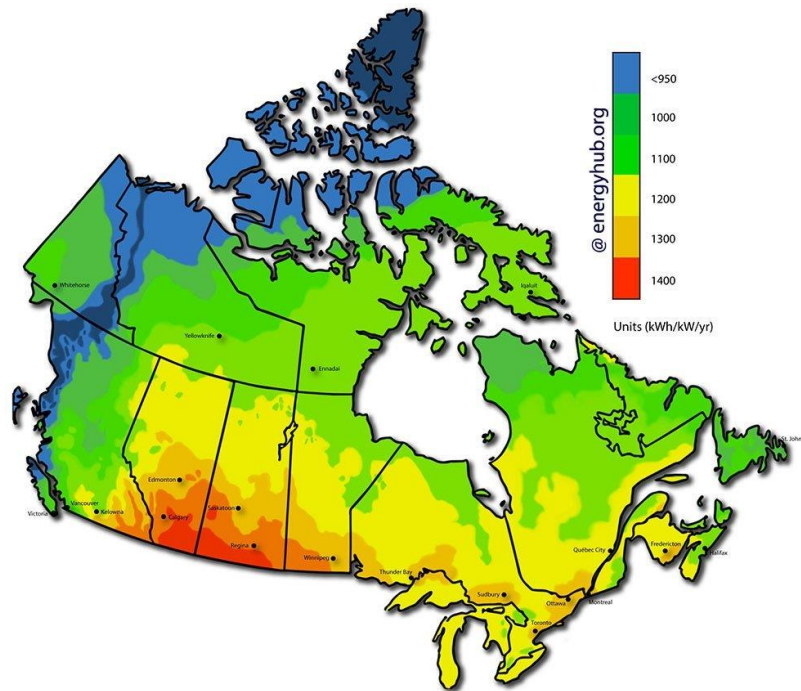 <950
1000
1100
1200
1300
1400
@ energyhub.org
Units (kWh/kW/yr)
Whitehorse
Yellowknife
Iqaluit
Ennadai
Edmonton
Saskatoon
Calgary
Regina
Winnipeg
Vancouver
Victoria
Kelowna
Thunder Bay
Sudbury
Ottawa
Montreal
Toronto
Québec City
Fredericton
Halifax
St. John